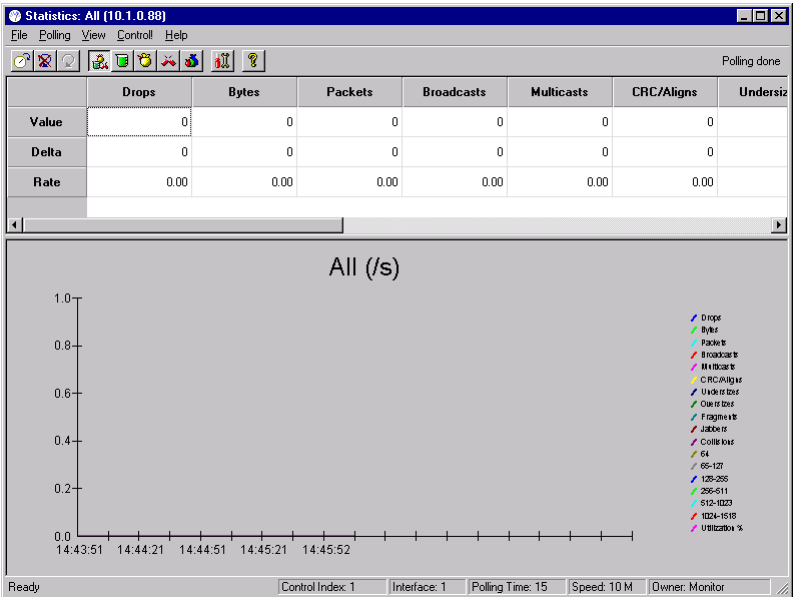 Statistics: All (10.1.0.88)
File Polling View Control! Help
Polling done
Drops Bytes Packets Broadcasts Multicasts CRC/Aligns Undersiz
Value 0 0 0 0 0 0
Delta 0 0 0 0 0 0
Rate 0.00 0.00 0.00 0.00 0.00 0.00
All (/s)
1.0
0.8
0.6
0.4
0.2
0.0
14:43:51 14:44:21 14:44:51 14:45:21 14:45:52
Drops
Bytes
Packets
Broadcasts
Multicasts
CRC/Aligns
Undersizes
Oversizes
Fragments
Jabbers
Collisions
64
65-127
128-255
256-511
512-1023
1024-1518
Utilization %
Ready Control Index: 1 Interface: 1 Polling Time: 15 Speed: 10 M Owner: Monitor